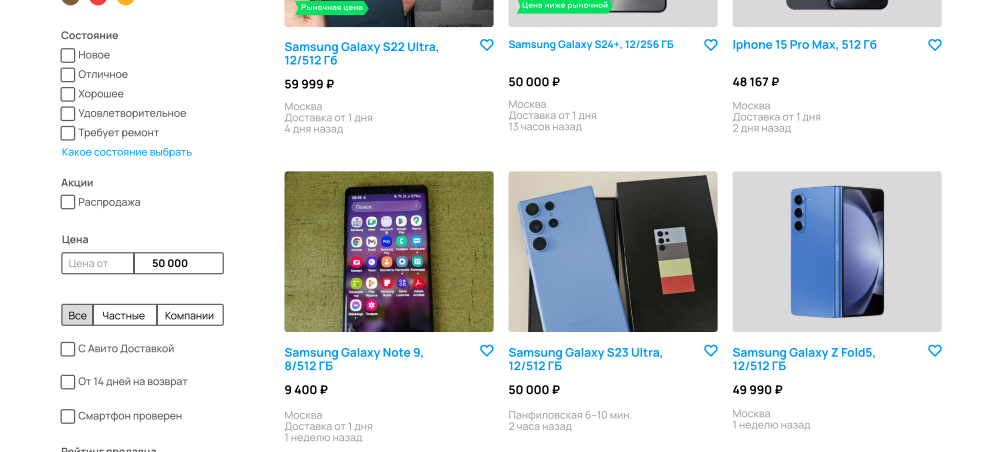 Состояние
Новое
Отличное
Хорошее
Удовлетворительное
Требует ремонт
Какое состояние выбрать
Акции
Распродажа
Цена
Цена от
50 000
Все
Частные
Компании
С Авито Доставкой
От 14 дней на возврат
Смартфон проверен
Рейтинг продавца
Рыночная цена
Samsung Galaxy S22 Ultra,
12/512 Гб
59 999 ₽
Москва
Доставка от 1 дня
4 дня назад
Цена ниже рыночной
Samsung Galaxy S24+, 12/256 ГБ
50 000 ₽
Москва
Доставка от 1 дня
13 часов назад
Iphone 15 Pro Max, 512 Гб
48 167 ₽
Москва
Доставка от 1 дня
2 дня назад
Поиск
Samsung Galaxy Note 9,
8/512 ГБ
9 400 ₽
Москва
Доставка от 1 дня
1 неделю назад
Samsung Galaxy S23 Ultra,
12/512 ГБ
50 000 ₽
Панфиловская 6–10 мин.
2 часа назад
Samsung Galaxy Z Fold5,
12/512 ГБ
49 990 ₽
Москва
1 неделю назад